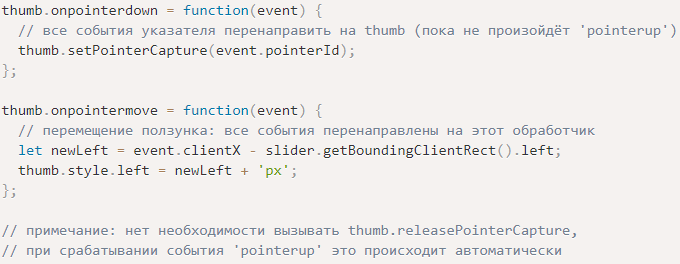 thumb.onpointerdown = function(event) {
  // все события указателя перенаправить на thumb (пока не произойдёт 'pointerup')
  thumb.setPointerCapture(event.pointerId);
};

thumb.onpointermove = function(event) {
  // перемещение ползунка: все события перенаправлены на этот обработчик
  let newLeft = event.clientX - slider.getBoundingClientRect().left;
  thumb.style.left = newLeft + 'px';
};

// примечание: нет необходимости вызывать thumb.releasePointerCapture,
// при срабатывании события 'pointerup' это происходит автоматически